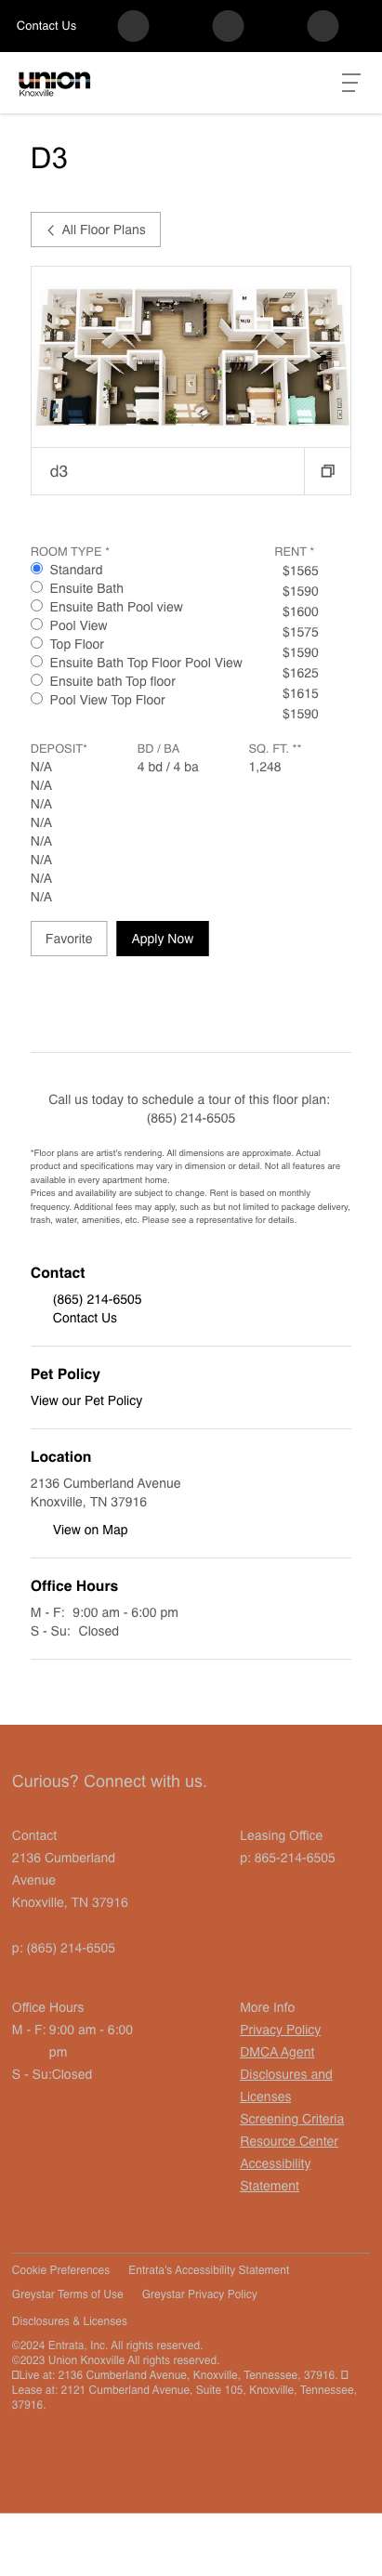 Contact Us
union
Knoxville
D3
All Floor Plans
d3
ROOM TYPE * RENT *
Standard $1565
Ensuite Bath $1590
Ensuite Bath Pool view $1600
Pool View $1575
Top Floor $1590
Ensuite Bath Top Floor Pool View $1625
Ensuite bath Top floor $1615
Pool View Top Floor $1590
DEPOSIT* BD / BA SQ. FT. **
N/A 4 bd / 4 ba 1,248
N/A
N/A
N/A
N/A
N/A
N/A
N/A
Favorite Apply Now
Call us today to schedule a tour of this floor plan:
(865) 214-6505
*Floor plans are artist's rendering. All dimensions are approximate. Actual
product and specifications may vary in dimension or detail. Not all features are
available in every apartment home.
Prices and availability are subject to change. Rent is based on monthly
frequency. Additional fees may apply, such as but not limited to package delivery,
trash, water, amenities, etc. Please see a representative for details.
Contact
(865) 214-6505
Contact Us
Pet Policy
View our Pet Policy
Location
2136 Cumberland Avenue
Knoxville, TN 37916
View on Map
Office Hours
M - F: 9:00 am - 6:00 pm
S - Su: Closed
Curious? Connect with us.
Contact
2136 Cumberland
Avenue
Knoxville, TN 37916
p: (865) 214-6505
Leasing Office
p: 865-214-6505
Office Hours
M - F: 9:00 am - 6:00
pm
S - Su:Closed
More Info
Privacy Policy
DMCA Agent
Disclosures and
Licenses
Screening Criteria
Resource Center
Accessibility
Statement
Cookie Preferences Entrata's Accessibility Statement
Greystar Terms of Use Greystar Privacy Policy
Disclosures & Licenses
©2024 Entrata, Inc. All rights reserved.
©2023 Union Knoxville All rights reserved.
Live at: 2136 Cumberland Avenue, Knoxville, Tennessee, 37916.
Lease at: 2121 Cumberland Avenue, Suite 105, Knoxville, Tennessee,
37916.